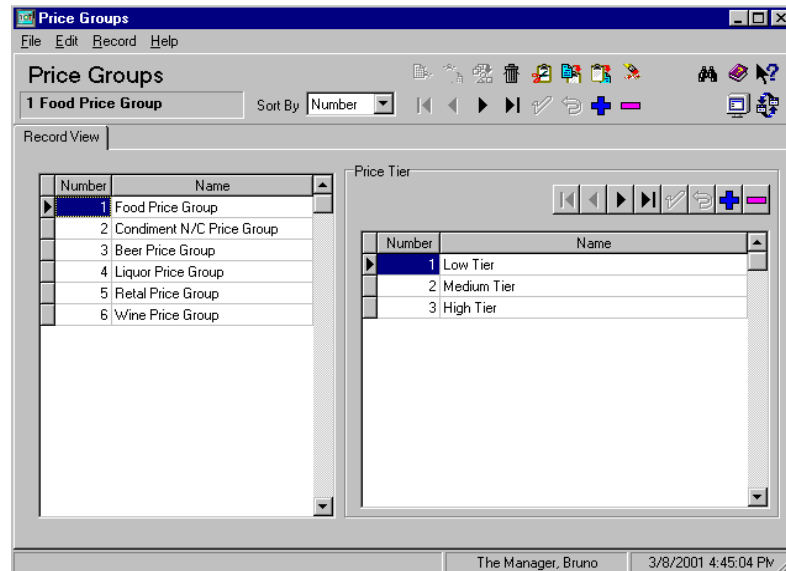 Price Groups
File Edit Record Help
Price Groups
1 Food Price Group
Sort By Number
Record View
Number Name
1 Food Price Group
2 Condiment N/C Price Group
3 Beer Price Group
4 Liquor Price Group
5 Retal Price Group
6 Wine Price Group
Price Tier
Number Name
1 Low Tier
2 Medium Tier
3 High Tier
The Manager, Bruno 3/8/2001 4:45:04 PM